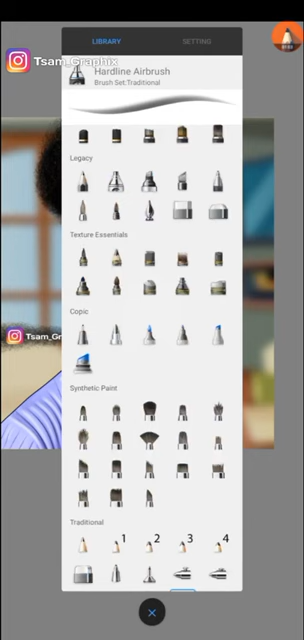 LIBRARY
SETTING
Tsam_Graphix
Hardline Airbrush
Brush Set:Traditional
Legacy
Texture Essentials
Copic
Tsam_Gr
Synthetic Paint
Traditional
1 2 3 4